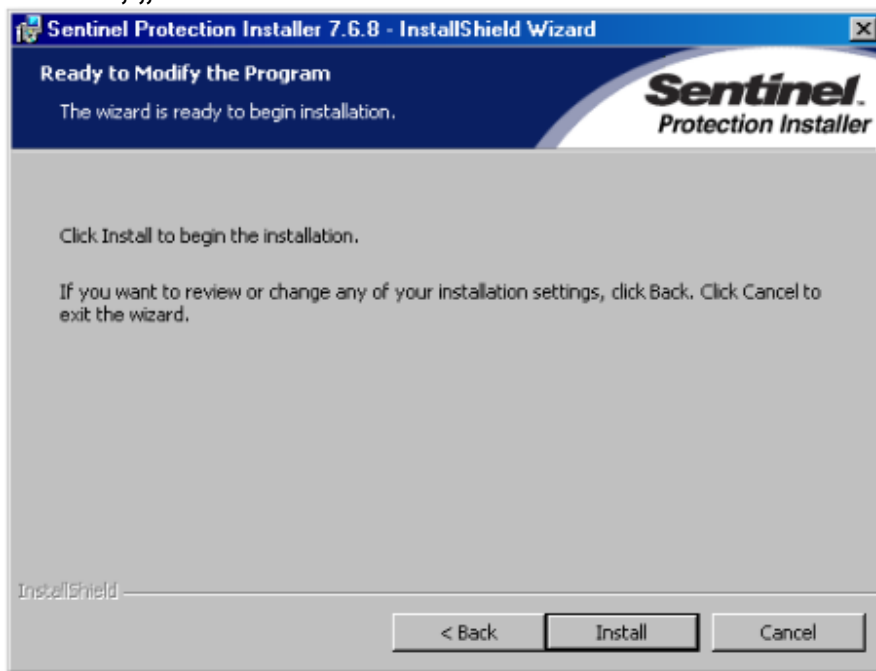 Sentinel Protection Installer 7.6.8 - InstallShield Wizard
Ready to Modify the Program
The wizard is ready to begin installation.
Sentinel.
Protection Installer
Click Install to begin the installation.
If you want to review or change any of your installation settings, click Back. Click Cancel to
exit the wizard.
InstallShield
< Back
Install
Cancel